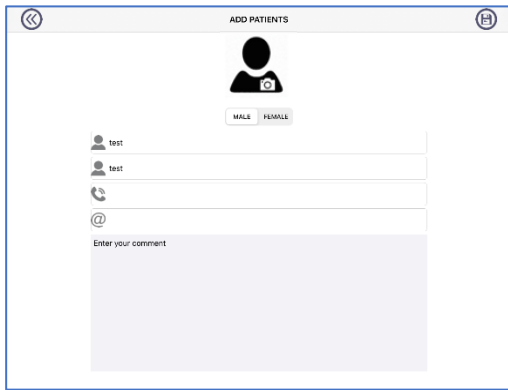 ADD PATIENTS
MALE FEMALE
test
test
@
Enter your comment